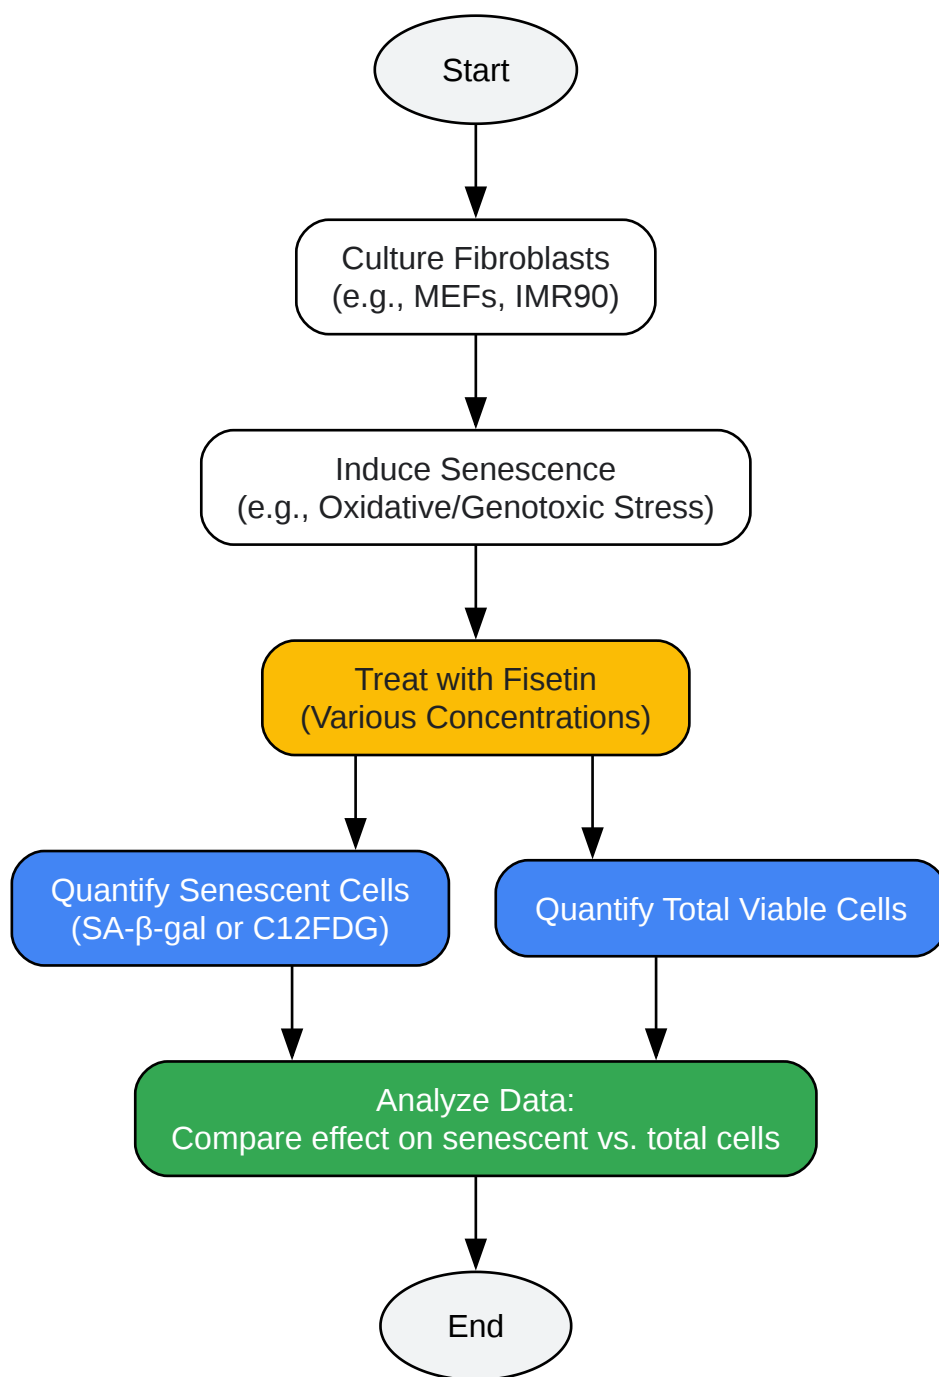 Start
Culture Fibroblasts
(e.g., MEFs, IMR90)
Induce Senescence
(e.g., Oxidative/Genotoxic Stress)
Treat with Fisetin
(Various Concentrations)
Quantify Senescent Cells
(SA-β-gal or C12FDG)
Quantify Total Viable Cells
Analyze Data:
Compare effect on senescent vs. total cells
End